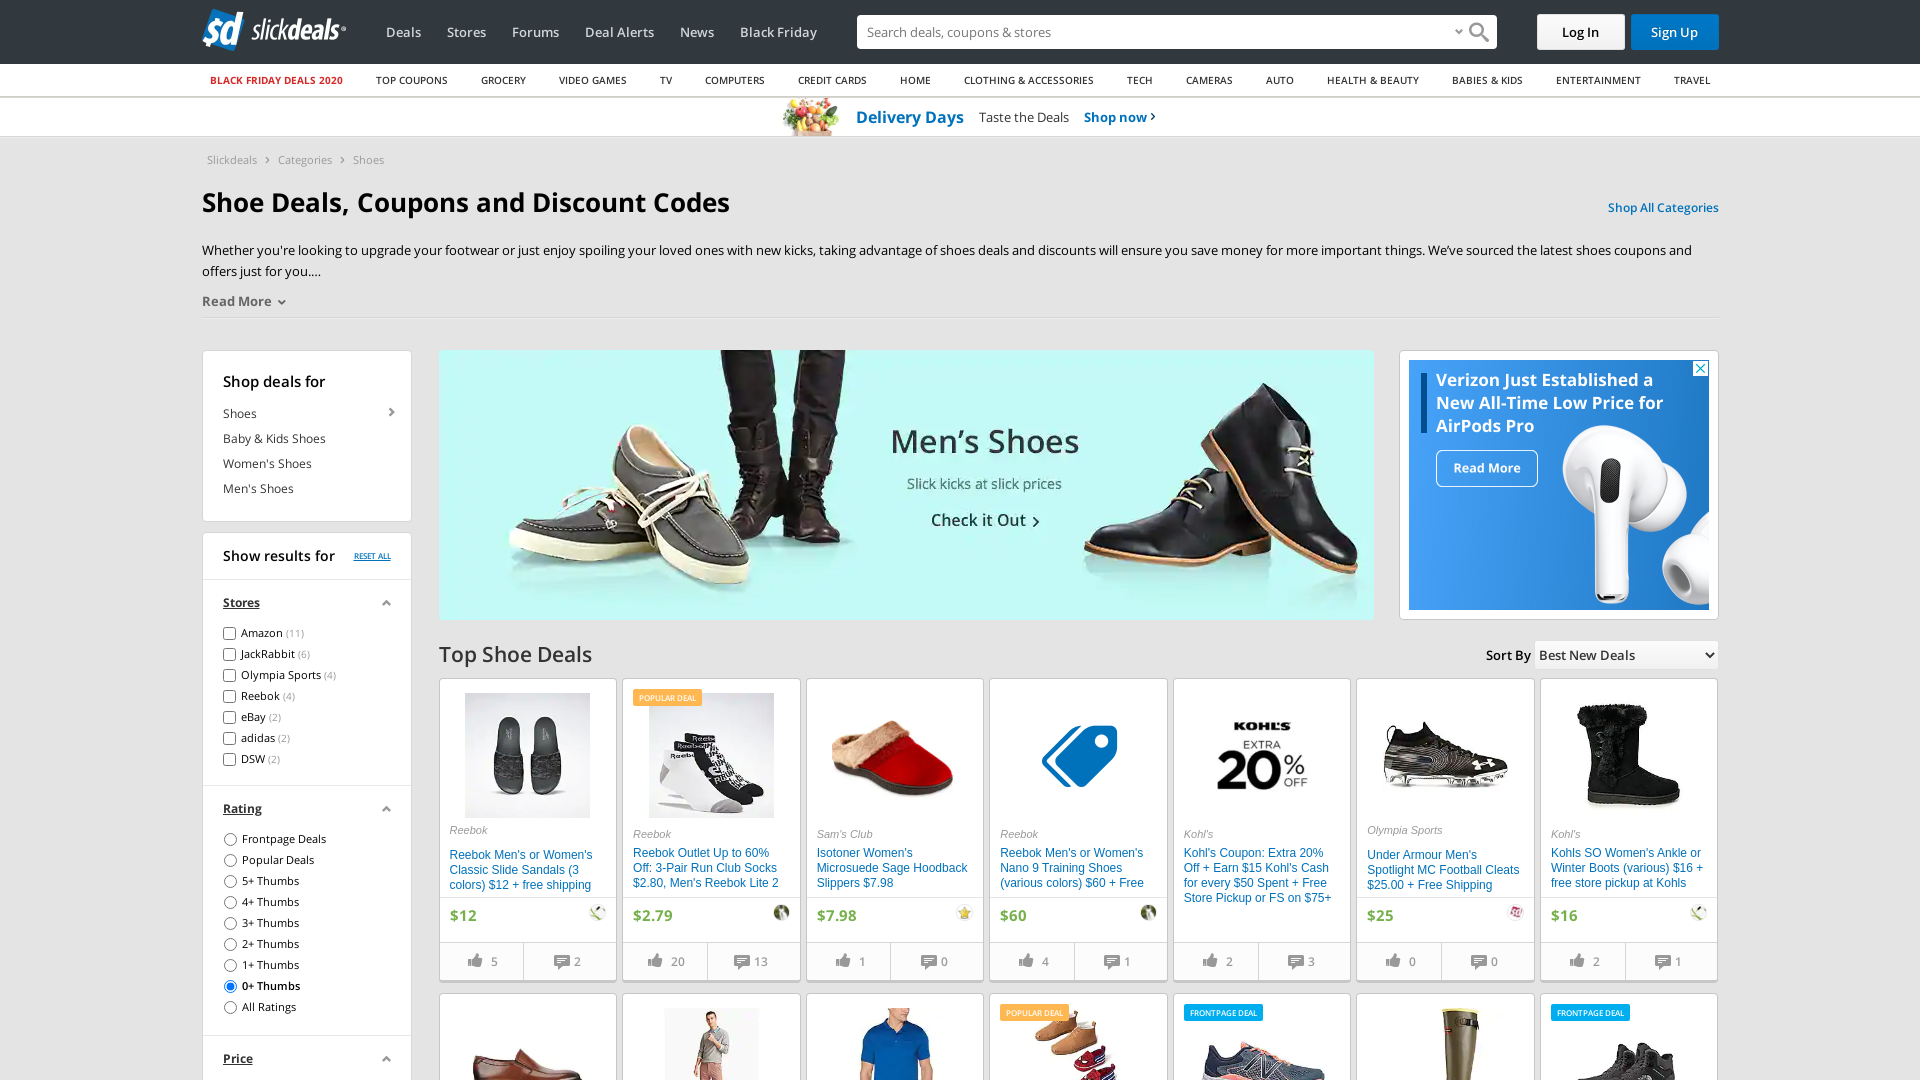 slickdeals
Deals
Stores
Forums
Deal Alerts
News
Black Friday
Search deals, coupons & stores
Log In
Sign Up
BLACK FRIDAY DEALS 2020
TOP COUPONS
GROCERY
VIDEO GAMES
TV
COMPUTERS
CREDIT CARDS
HOME
CLOTHING & ACCESSORIES
TECH
CAMERAS
AUTO
HEALTH & BEAUTY
BABIES & KIDS
ENTERTAINMENT
TRAVEL
Delivery Days Taste the Deals Shop now
Slickdeals
Categories
Shoes
Shoe Deals, Coupons and Discount Codes
Shop All Categories
Whether you're looking to upgrade your footwear or just enjoy spoiling your loved ones with new kicks, taking advantage of shoes deals and discounts will ensure you save money for more important things. We’ve sourced the latest shoes coupons and
offers just for you....
Read More
Shop deals for
Shoes
Baby & Kids Shoes
Women's Shoes
Men's Shoes
Show results for
RESET ALL
Stores
Amazon (11)
JackRabbit (6)
Olympia Sports (4)
Reebok (4)
eBay (2)
adidas (2)
DSW (2)
Rating
Frontpage Deals
Popular Deals
5+ Thumbs
4+ Thumbs
3+ Thumbs
2+ Thumbs
1+ Thumbs
0+ Thumbs
All Ratings
Price
Men’s Shoes
Slick kicks at slick prices
Check it Out
Verizon Just Established a
New All-Time Low Price for
AirPods Pro
Read More
Top Shoe Deals
Sort By
Best New Deals
Reebok
Reebok Men's or Women's
Classic Slide Sandals (3
colors) $12 + free shipping
$12
5
2
POPULAR DEAL
Reebok
Reebok Outlet Up to 60%
Off: 3-Pair Run Club Socks
$2.80, Men's Reebok Lite 2
$2.79
20
13
Sam's Club
Isotoner Women's
Microsuede Sage Hoodback
Slippers $7.98
$7.98
1
0
Reebok
Reebok Men's or Women's
Nano 9 Training Shoes
(various colors) $60 + Free
$60
4
1
KOHL'S
EXTRA
20% OFF
Kohl's
Kohl's Coupon: Extra 20%
Off + Earn $15 Kohl's Cash
for every $50 Spent + Free
Store Pickup or FS on $75+
2
3
Olympia Sports
Under Armour Men's
Spotlight MC Football Cleats
$25.00 + Free Shipping
$25
0
0
Kohl's
Kohls SO Women's Ankle or
Winter Boots (various) $16 +
free store pickup at Kohls
$16
2
1
POPULAR DEAL
FRONTPAGE DEAL
FRONTPAGE DEAL